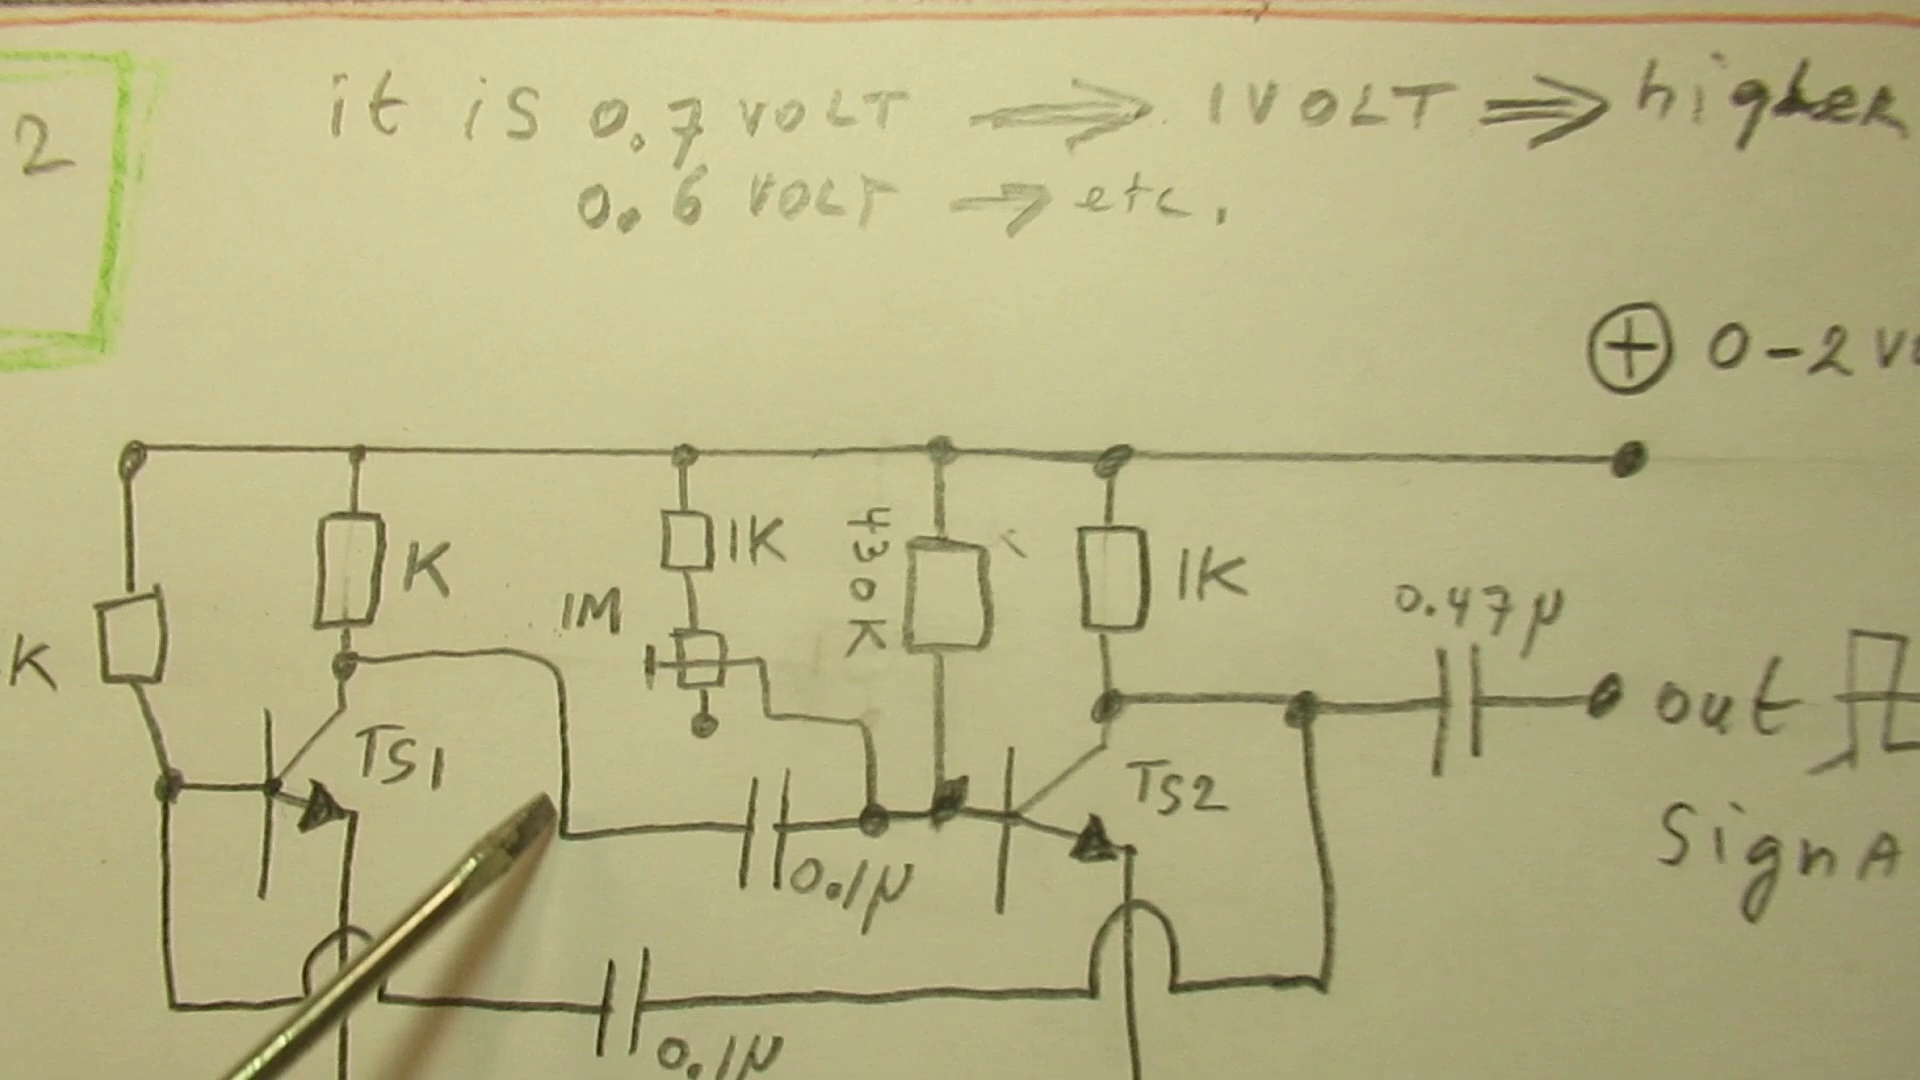 2
it is 0.7 VOLT ⇒ 1 VOLT ⇒ higher
0.6 VOLT → etc.
+ 0-2 V
K
K
1K
1M
430K
1K
0.47µ
out
TS1
TS2
0.1µ
0.1µ
SignA